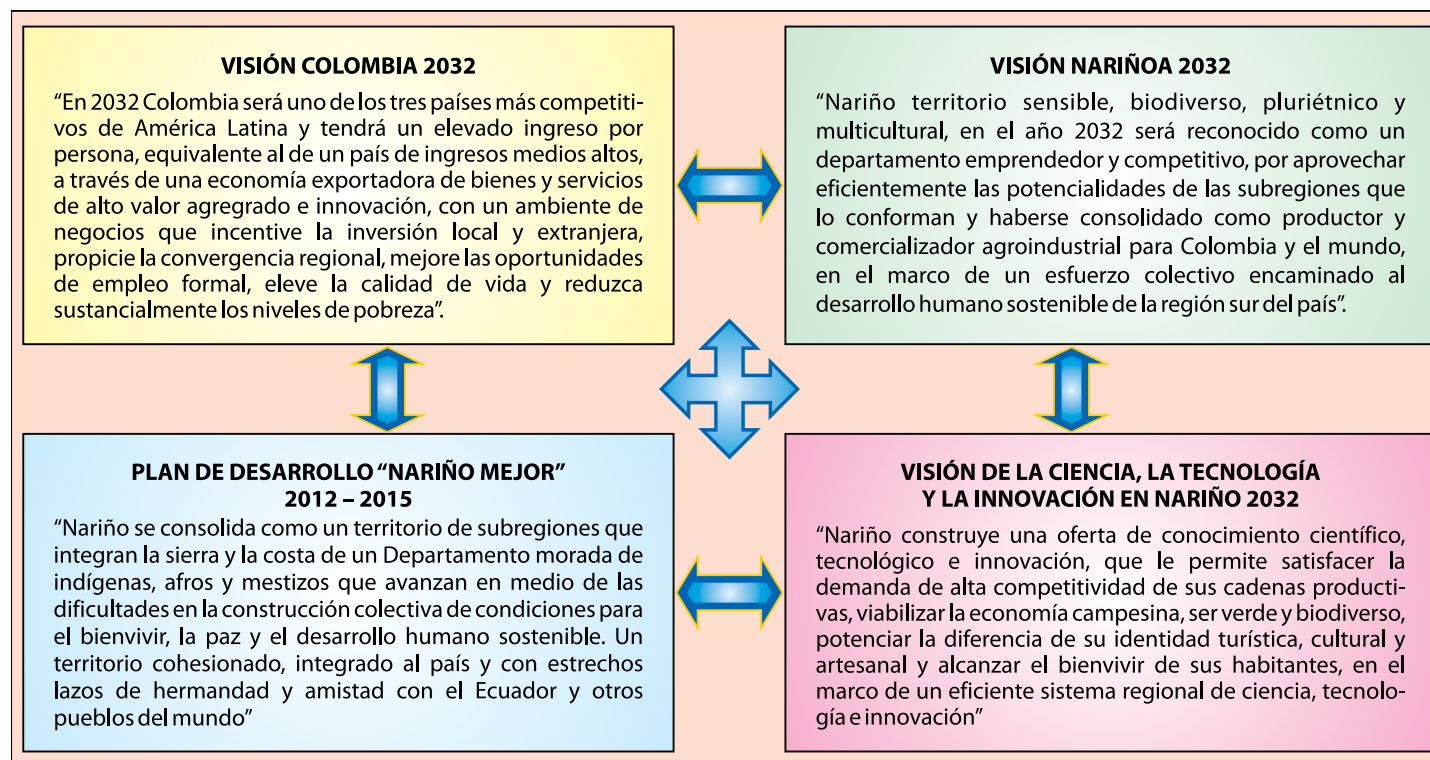 VISIÓN COLOMBIA 2032
“En 2032 Colombia será uno de los tres países más competiti-
vos de América Latina y tendrá un elevado ingreso por
persona, equivalente al de un país de ingresos medios altos,
a través de una economía exportadora de bienes y servicios
de alto valor agregrado e innovación, con un ambiente de
negocios que incentive la inversión local y extranjera,
propicie la convergencia regional, mejore las oportunidades
de empleo formal, eleve la calidad de vida y reduzca
sustancialmente los niveles de pobreza”.
VISIÓN NARIÑOA 2032
“Nariño territorio sensible, biodiverso, pluriétnico y
multicultural, en el año 2032 será reconocido como un
departamento emprendedor y competitivo, por aprovechar
eficientemente las potencialidades de las subregiones que
lo conforman y haberse consolidado como productor y
comercializador agroindustrial para Colombia y el mundo,
en el marco de un esfuerzo colectivo encaminado al
desarrollo humano sostenible de la región sur del país”.
PLAN DE DESARROLLO “NARIÑO MEJOR”
2012 – 2015
“Nariño se consolida como un territorio de subregiones que
integran la sierra y la costa de un Departamento morada de
indígenas, afros y mestizos que avanzan en medio de las
dificultades en la construcción colectiva de condiciones para
el bienvivir, la paz y el desarrollo humano sostenible. Un
territorio cohesionado, integrado al país y con estrechos
lazos de hermandad y amistad con el Ecuador y otros
pueblos del mundo”
VISIÓN DE LA CIENCIA, LA TECNOLOGÍA
Y LA INNOVACIÓN EN NARIÑO 2032
“Nariño construye una oferta de conocimiento científico,
tecnológico e innovación, que le permite satisfacer la
demanda de alta competitividad de sus cadenas producti-
vas, viabilizar la economía campesina, ser verde y biodiverso,
potenciar la diferencia de su identidad turística, cultural y
artesanal y alcanzar el bienvivir de sus habitantes, en el
marco de un eficiente sistema regional de ciencia, tecnolo-
gía e innovación”